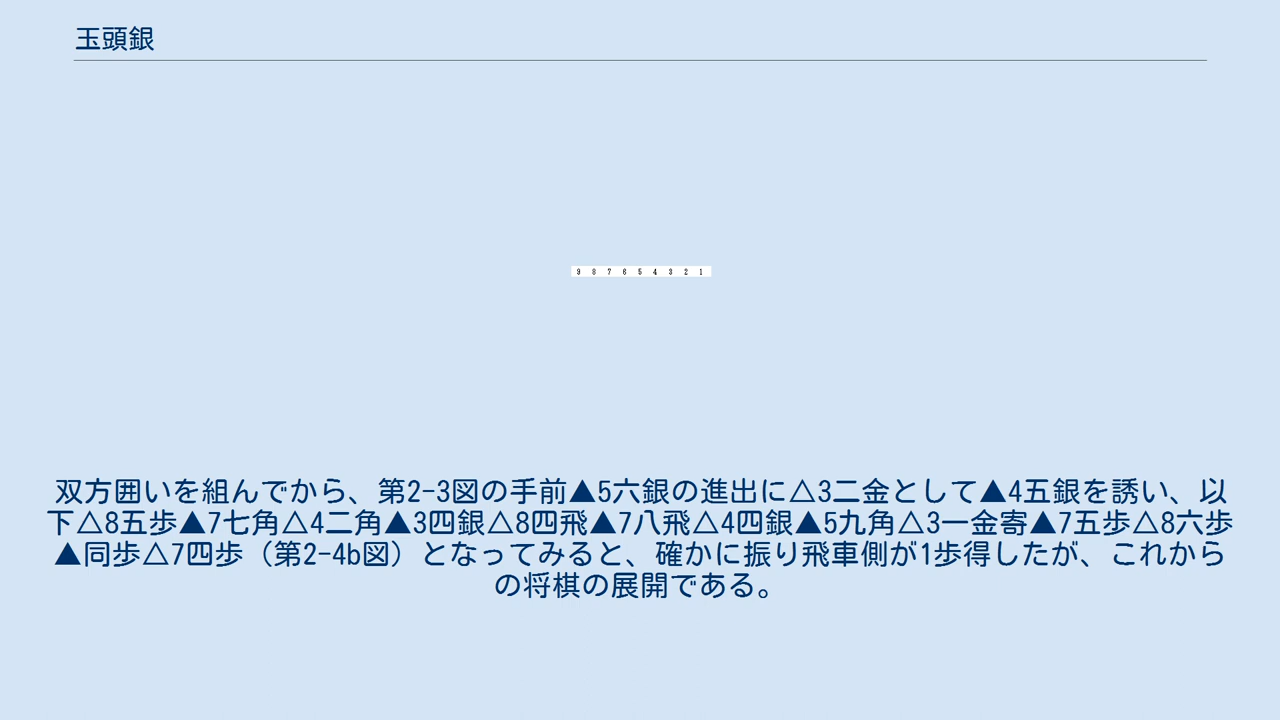 玉頭銀
9 8 7 6 5 4 3 2 1
双方囲いを組んでから、第2-3図の手前▲5六銀の進出に△3二金として▲4五銀を誘い、以
下△8五歩▲7七角△4二角▲3四銀△8四飛▲7八飛△4四銀▲5九角△3一金寄▲7五歩△8六歩
▲同歩△7四歩（第2-4b図）となってみると、確かに振り飛車側が1歩得したが、これから
の将棋の展開である。